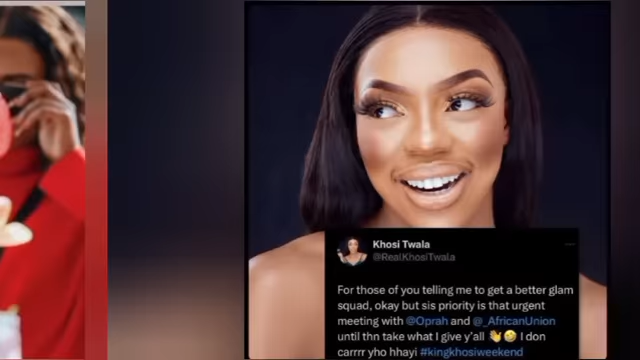 Khosi Twala
@RealKhosiTwala
For those of you telling me to get a better glam
squad, okay but sis priority is that urgent
meeting with @Oprah and @_AfricanUnion
until thn take what I give y'all 👋🤣 I don
carrr yho hhayi #kingkhosiweekend